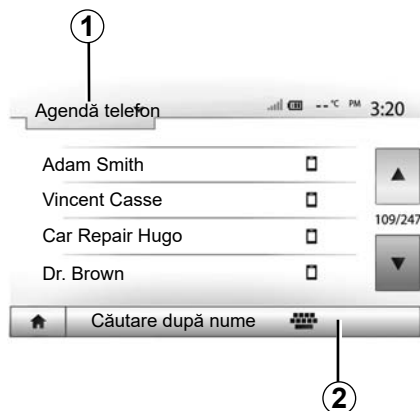 1
Agendă telefon --°C PM 3:20
Adam Smith
Vincent Casse
109/247
Car Repair Hugo
Dr. Brown
Căutare după nume
2